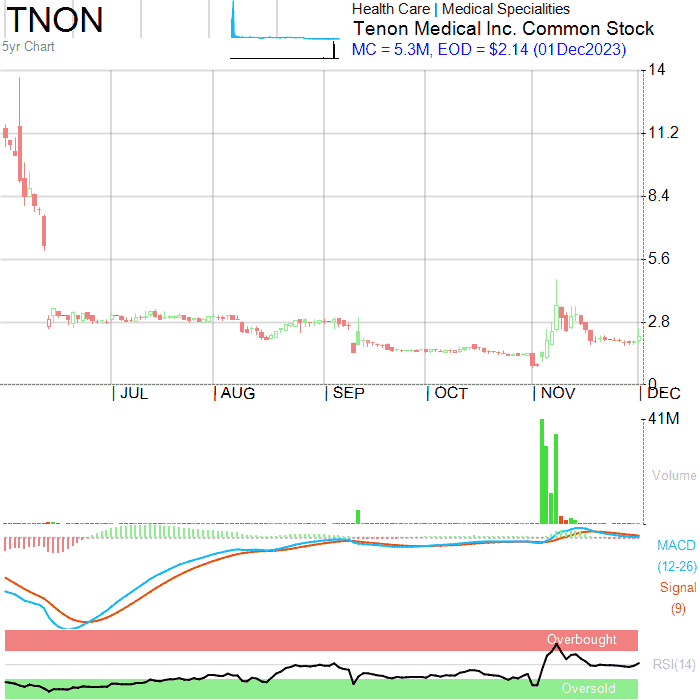 TNON
5yr Chart
Health Care | Medical Specialities
Tenon Medical Inc. Common Stock
MC = 5.3M, EOD = $2.14 (01Dec2023)
14
11.2
8.4
5.6
2.8
0
JUL AUG SEP OCT NOV DEC
41M
Volume
MACD
(12-26)
Signal
(9)
Overbought
RSI(14)
Oversold